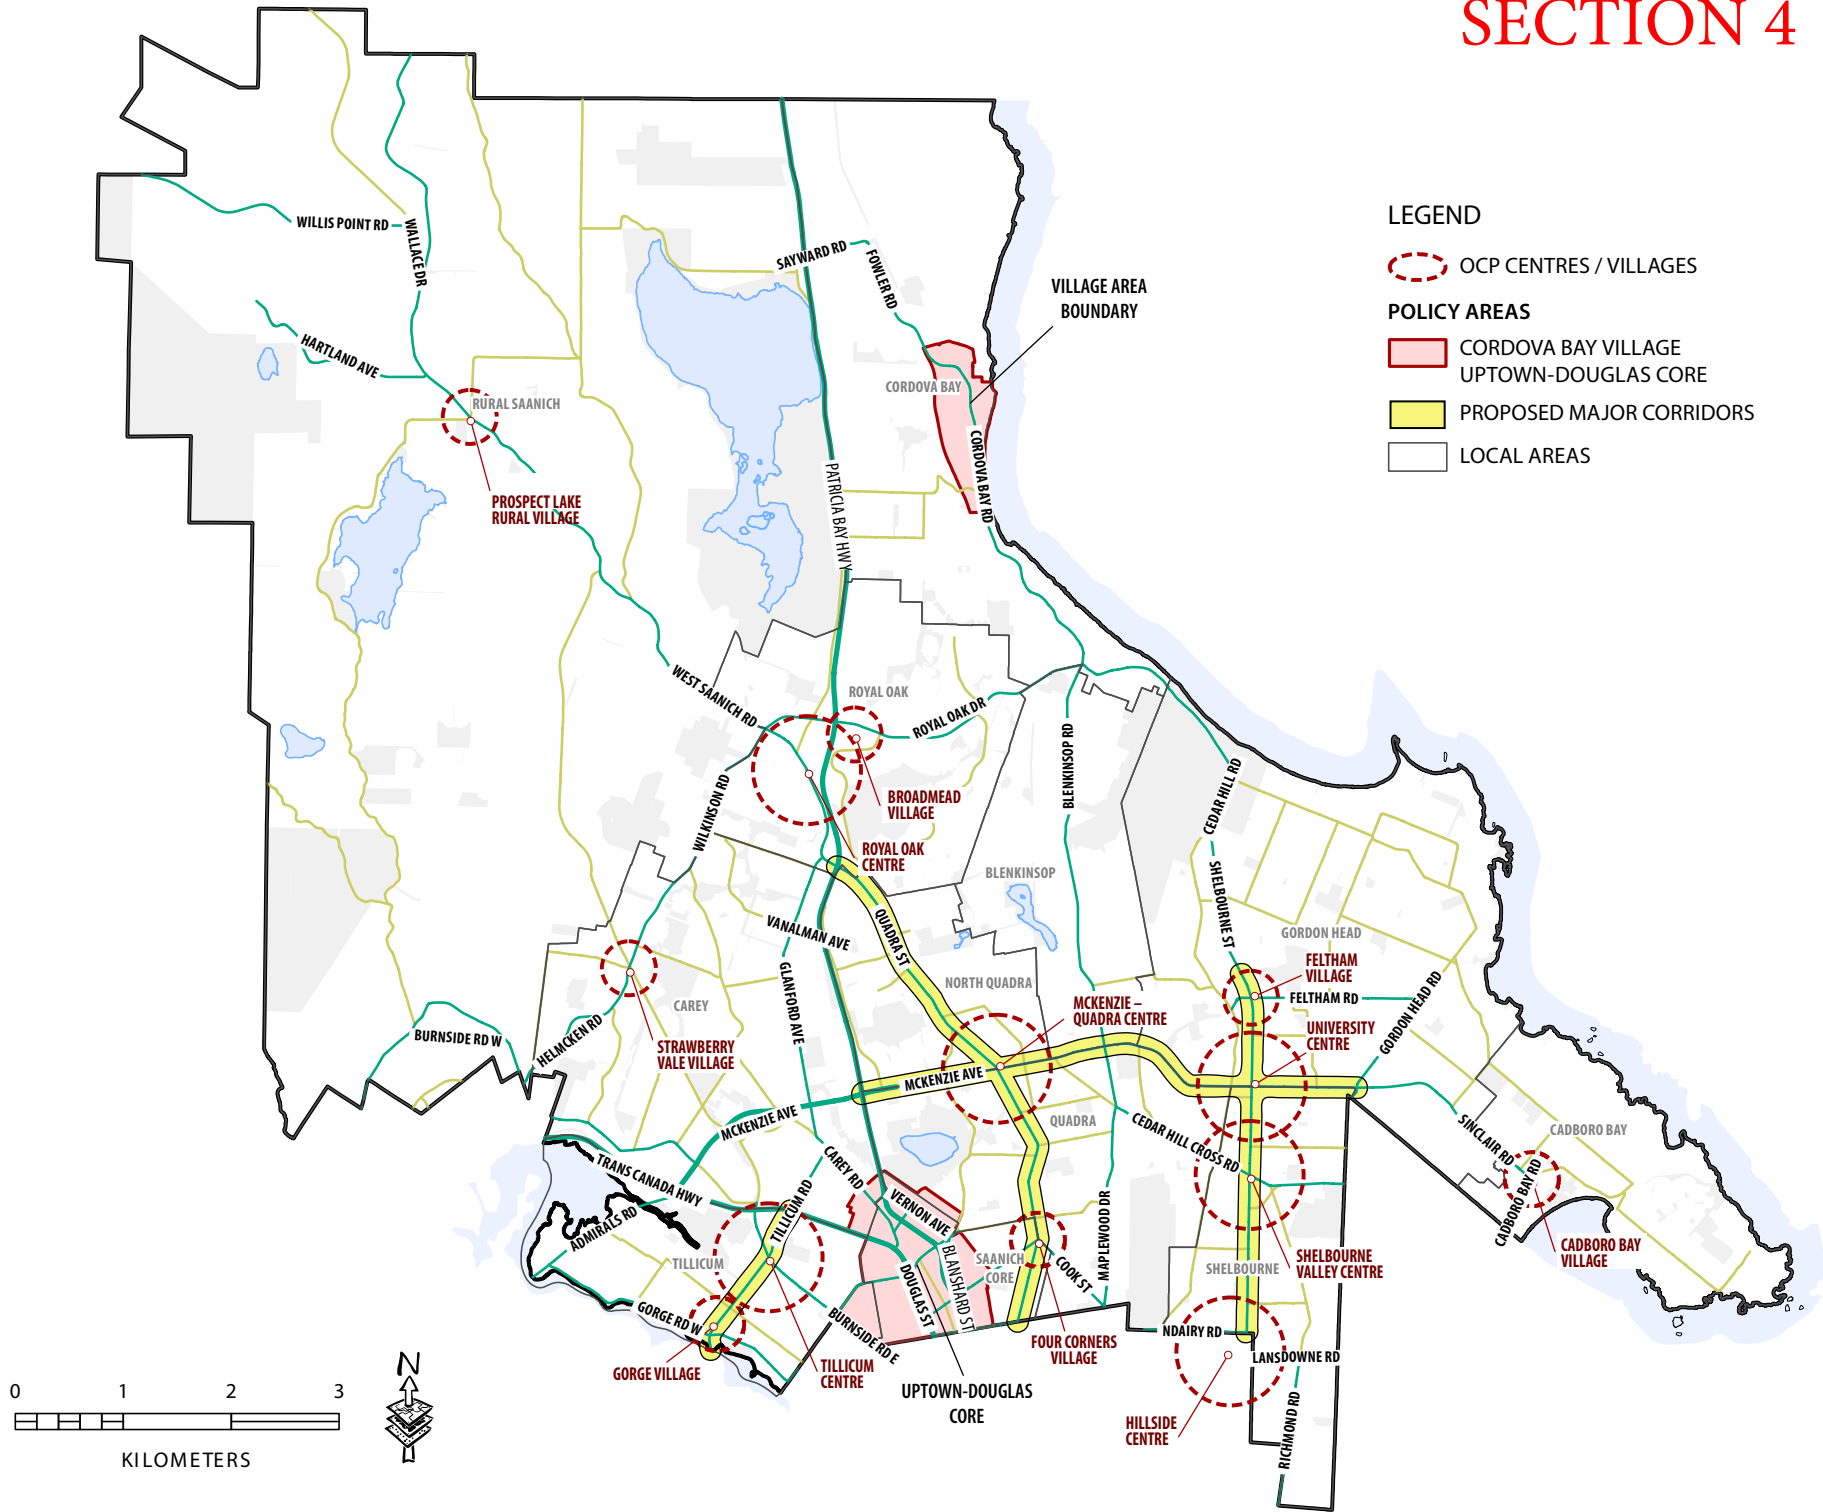 SECTION 4
LEGEND
OCP CENTRES / VILLAGES
POLICY AREAS
CORDOVA BAY VILLAGE
UPTOWN-DOUGLAS CORE
PROPOSED MAJOR CORRIDORS
LOCAL AREAS
WILLIS POINT RD
WALLACE DR
SAYWARD RD
FOWLER RD
VILLAGE AREA
BOUNDARY
HARTLAND AVE
CORDOVA BAY
RURAL SAANICH
CORDOVA BAY RD
PATRICIA BAY HWY
PROSPECT LAKE
RURAL VILLAGE
WEST SAANICH RD
ROYAL OAK
ROYAL OAK DR
BLENKINSOP RD
CEDAR HILL RD
WILKINSON RD
BROADMEAD
VILLAGE
ROYAL OAK
CENTRE
BLENKINSOP
SHELBOURNE ST
QUADRA ST
VANALMAN AVE
GORDON HEAD
FELTHAM
VILLAGE
GLANFORD AVE
NORTH QUADRA
CAREY
FELTHAM RD
GORDON HEAD RD
MCKENZIE –
QUADRA CENTRE
BURNSIDE RD W
HELMCKEN RD
STRAWBERRY
VALE VILLAGE
UNIVERSITY
CENTRE
MCKENZIE AVE
MCKENZIE AVE
QUADRA
CEDAR HILL CROSS RD
SINCLAIR RD
CADBORO BAY
TRANS CANADA HWY
CAREY RD
TILLICUM RD
VERNON AVE
ADMIRALS RD
MAPLEWOOD DR
CADBORO BAY RD
CADBORO BAY
VILLAGE
TILLICUM
BLANSHARD ST
SAANICH
CORE
COOK ST
SHELBOURNE
SHELBOURNE
VALLEY CENTRE
DOUGLAS ST
GORGE RD W
BURNSIDE RD E
NDAIRY RD
FOUR CORNERS
VILLAGE
LANSDOWNE RD
GORGE VILLAGE
TILLICUM
CENTRE
UPTOWN-DOUGLAS
CORE
HILLSIDE
CENTRE
RICHMOND RD
N
0 1 2 3
KILOMETERS